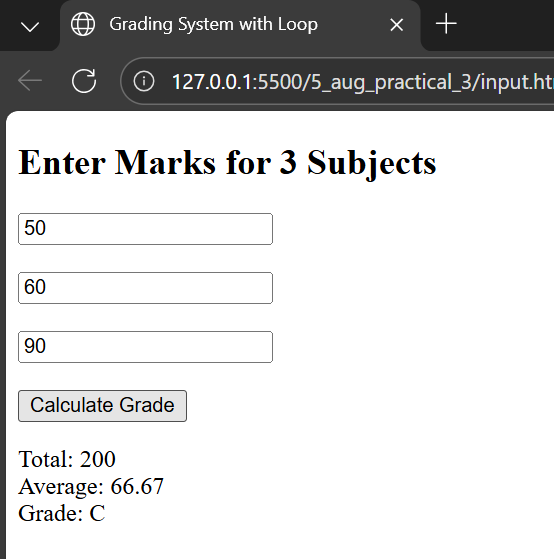 Grading System with Loop
127.0.0.1:5500/5_aug_practical_3/input.ht
Enter Marks for 3 Subjects
50
60
90
Calculate Grade
Total: 200
Average: 66.67
Grade: C